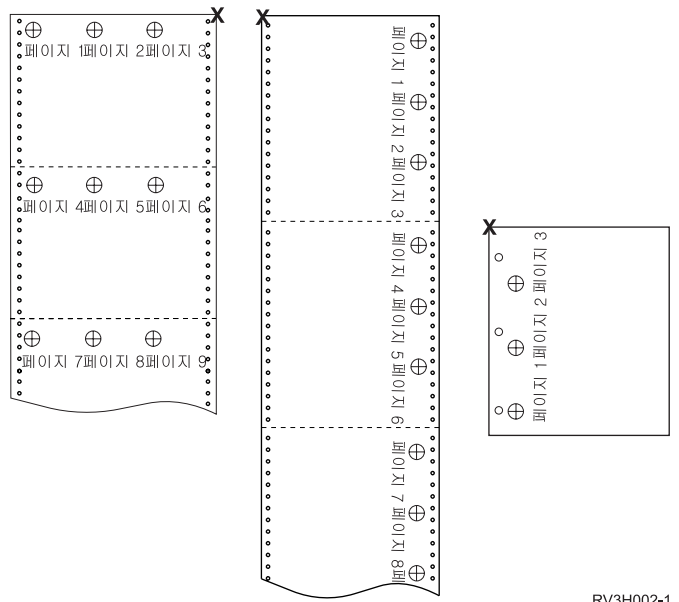 X
페이지 1페이지 2페이지 3
페이지 4페이지 5페이지 6
페이지 7페이지 8페이지 9
X
페이지 1 페이지 2 페이지 3
페이지 4 페이지 5 페이지 6
페이지 7 페이지 8페
X
페이지 1 페이지 2 페이지 3
RV3H002-1